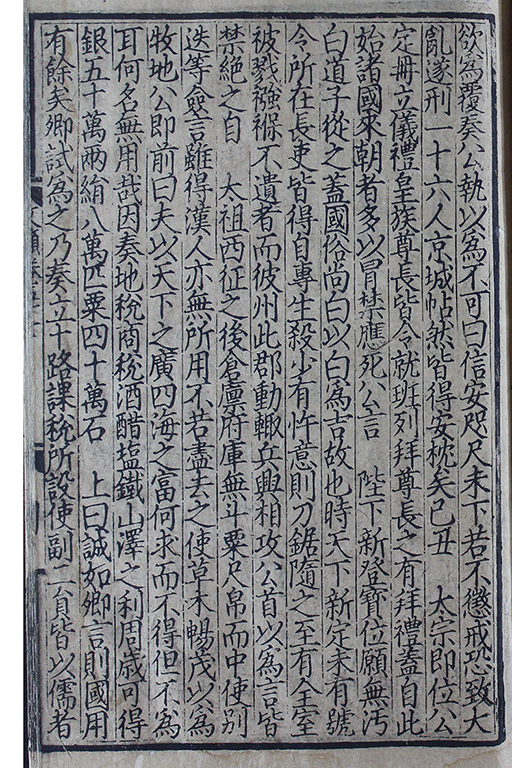 欲為覆奏公執以為不可曰信安咫尺未下若不懲戒恐致大
亂遂刑一十六人京城帖然皆得安枕矣己丑 太宗即位公
定冊立儀禮皇族尊長皆令就班列拜尊長之有拜禮蓋自此
始諸國來朝者多以冒禁應死公言 陛下新登寶位願無汚
白道子從之蓋國俗尚白以白為吉故也時天下新定未有號
令所在長吏皆得自專生殺少有忤意則刀鋸隨之至有全室
被戮襁褓不遺者而彼州此郡動輒兵興相攻公首以為言皆
禁絶之自 太祖西征之後倉廩府庫無斗粟尺帛而中使別
迭等僉言雖得漢人亦無所用不若盡去之使草木暢茂以為
牧地公即前曰夫以天下之廣四海之富何求而不得但不為
耳何名無用哉因奏地税商税酒醋塩鐵山澤之利周歲可得
銀五十萬兩絹八萬匹粟四十萬石 上曰誠如卿言則國用
有餘矣卿試為之乃奏立十路課税所設使副二員皆以儒者